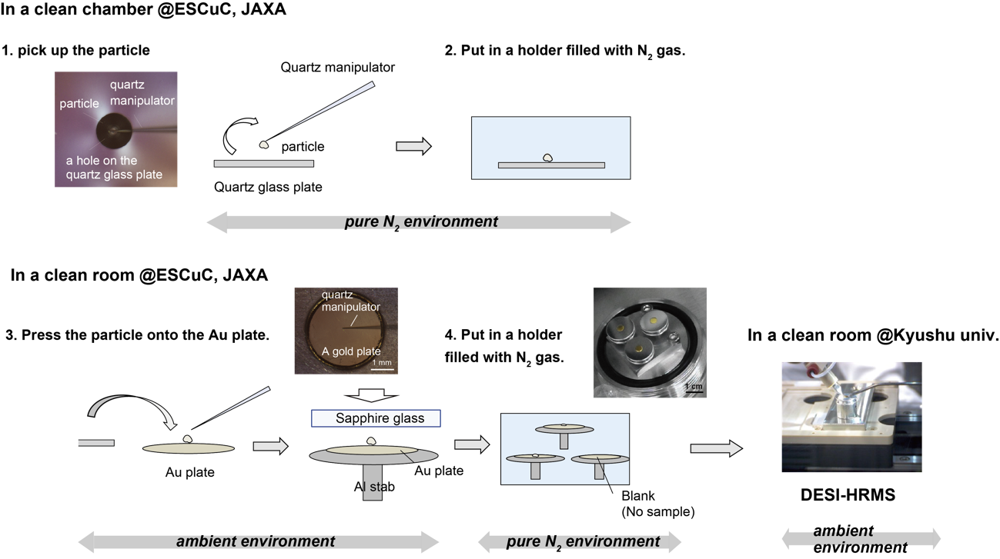 In a clean chamber @ESCuC, JAXA
1. pick up the particle
2. Put in a holder filled with N2 gas.
Quartz manipulator
quartz
manipulator
particle
a hole on the
quartz glass plate
particle
Quartz glass plate
pure N2 environment
In a clean room @ESCuC, JAXA
3. Press the particle onto the Au plate.
quartz
manipulator
A gold plate
1 mm
4. Put in a holder
filled with N2 gas.
1 cm
In a clean room @Kyushu univ.
Sapphire glass
Au plate
Au plate
Al stab
Blank
(No sample)
DESI-HRMS
ambient environment
pure N2 environment
ambient
environment